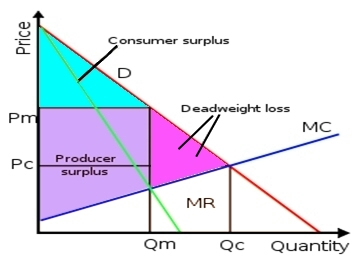 Price
Consumer surplus
D
Deadweight loss
Pm
MC
Pc
Producer
surplus
MR
Qm
Qc
Quantity